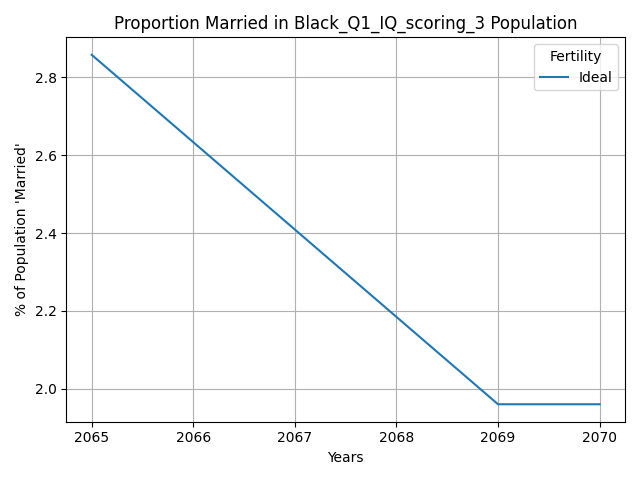 Proportion Married in Black_Q1_IQ_scoring_3 Population
Fertility
Ideal
% of Population 'Married'
2.8
2.6
2.4
2.2
2.0
2065 2066 2067 2068 2069 2070
Years